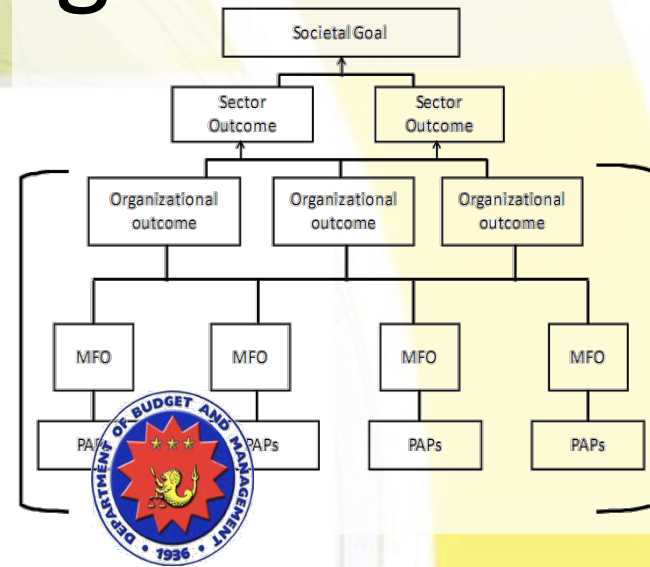 g
Societal Goal
Sector
Outcome
Sector
Outcome
Organizational
outcome
Organizational
outcome
Organizational
outcome
MFO
MFO
MFO
MFO
PAPs
PAPs
PAPs
DEPARTMENT OF BUDGET AND MANAGEMENT
• 1936 •